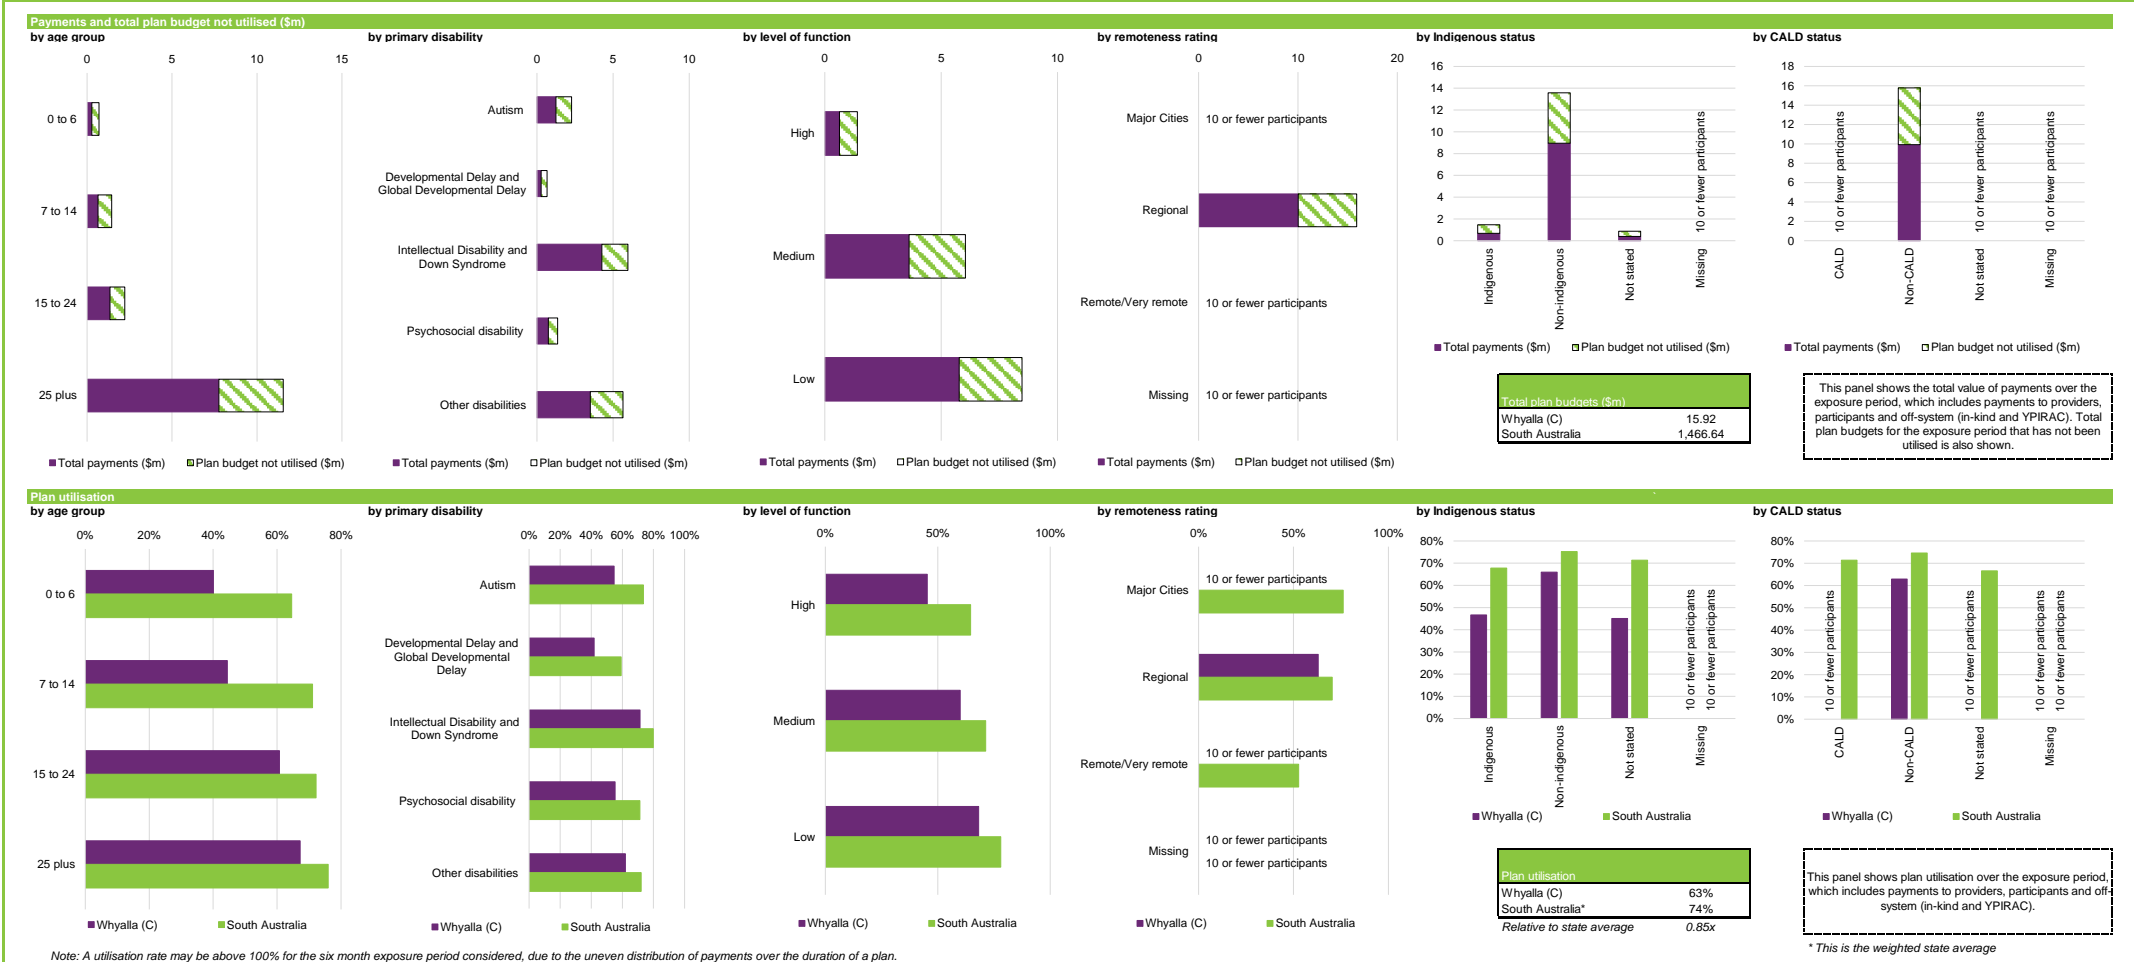 Payments and total plan budget not utilised ($m)
by age group
0 5 10 15
0 to 6
7 to 14
15 to 24
25 plus
Total payments ($m) Plan budget not utilised ($m)
by primary disability
0 5 10
Autism
Developmental Delay and
Global Developmental Delay
Intellectual Disability and
Down Syndrome
Psychosocial disability
Other disabilities
Total payments ($m) Plan budget not utilised ($m)
by level of function
0 5 10
High
Medium
Low
Total payments ($m) Plan budget not utilised ($m)
by remoteness rating
0 10 20
Major Cities 10 or fewer participants
Regional
Remote/Very remote 10 or fewer participants
Missing 10 or fewer participants
Total payments ($m) Plan budget not utilised ($m)
by Indigenous status
16
14
12
10
8
6
4
2
0
10 or fewer participants
Indigenous
Non-indigenous
Not stated
Missing
Total payments ($m) Plan budget not utilised ($m)
Total plan budgets ($m)
Whyalla (C) 15.92
South Australia 1,466.64
by CALD status
18
16
14
12
10
8
6
4
2
0
10 or fewer participants
10 or fewer participants
10 or fewer participants
CALD
Non-CALD
Not stated
Missing
Total payments ($m) Plan budget not utilised ($m)
This panel shows the total value of payments over the
exposure period, which includes payments to providers,
participants and off-system (in-kind and YPIRAC). Total
plan budgets for the exposure period that has not been
utilised is also shown.
Plan utilisation
by age group
0% 20% 40% 60% 80%
0 to 6
7 to 14
15 to 24
25 plus
Whyalla (C) South Australia
by primary disability
0% 20% 40% 60% 80% 100%
Autism
Developmental Delay and
Global Developmental
Delay
Intellectual Disability and
Down Syndrome
Psychosocial disability
Other disabilities
Whyalla (C) South Australia
by level of function
0% 50% 100%
High
Medium
Low
Whyalla (C) South Australia
by remoteness rating
0% 50% 100%
Major Cities 10 or fewer participants
Regional
Remote/Very remote 10 or fewer participants
Missing 10 or fewer participants
10 or fewer participants
Whyalla (C) South Australia
by Indigenous status
80%
70%
60%
50%
40%
30%
20%
10%
0%
10 or fewer participants
10 or fewer participants
Indigenous
Non-indigenous
Not stated
Missing
Whyalla (C) South Australia
Plan utilisation
Whyalla (C) 63%
South Australia* 74%
Relative to state average 0.85x
by CALD status
80%
70%
60%
50%
40%
30%
20%
10%
0%
10 or fewer participants
10 or fewer participants
10 or fewer participants
10 or fewer participants
CALD
Non-CALD
Not stated
Missing
Whyalla (C) South Australia
This panel shows plan utilisation over the exposure period,
which includes payments to providers, participants and off-
system (in-kind and YPIRAC).
* This is the weighted state average
Note: A utilisation rate may be above 100% for the six month exposure period considered, due to the uneven distribution of payments over the duration of a plan.